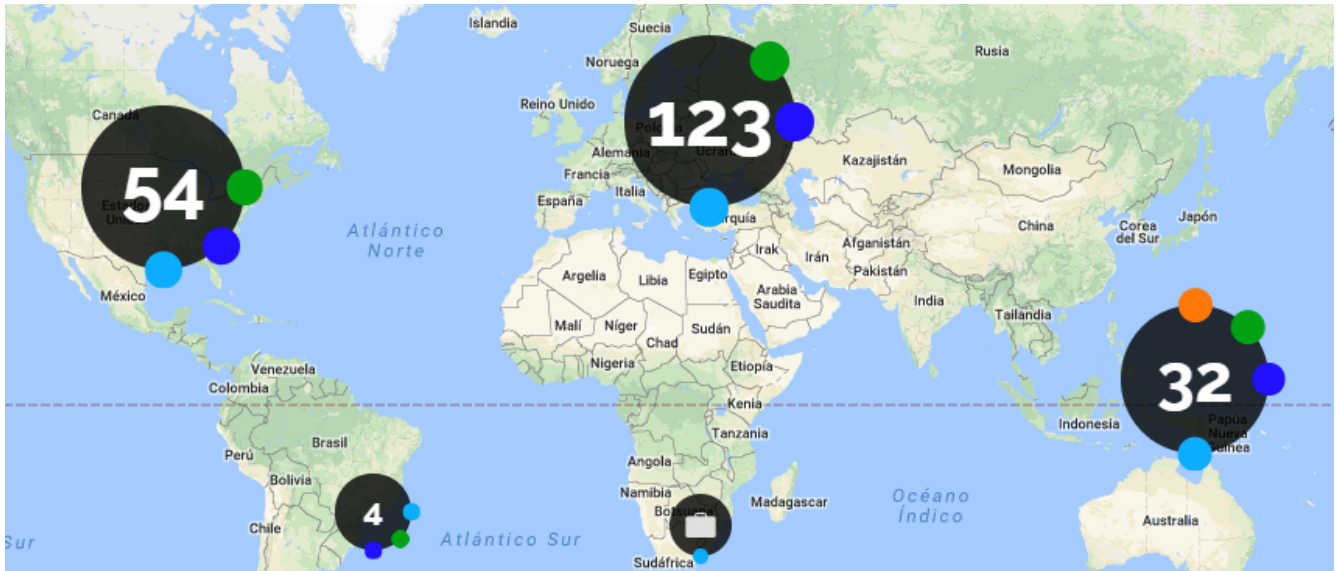 Islandia
Suecia
Noruega
Rusia
Canadá
Reino Unido
123
Alemania
Ucrania
Kazajistán
Mongolia
Francia
54
Italia
España
Turquía
Japón
China
Corea
del Sur
Atlántico
Norte
Irak
Irán
Afganistán
Pakistán
Argelia
Libia
Egipto
México
Arabia
Saudita
India
Tailandia
Malí
Níger
Sudán
Chad
Nigeria
Etiopía
Venezuela
Colombia
32
Kenia
Indonesia
Papúa
Nueva
Guinea
Brasil
Tanzania
Perú
Angola
Bolivia
Namibia
Madagascar
Océano
Índico
4
Botsuana
Australia
Chile
Atlántico Sur
Sur
Sudáfrica